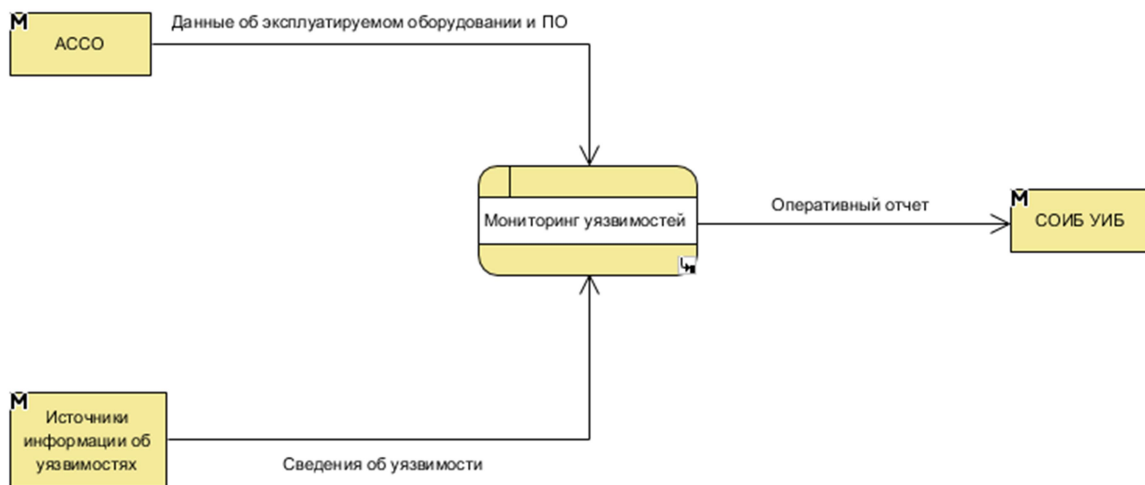 M
Данные об эксплуатируемом оборудовании и ПО
АССО
Мониторинг уязвимостей
Оперативный отчет
M
СОИБ УИБ
M
Источники
информации об
уязвимостях
Сведения об уязвимости